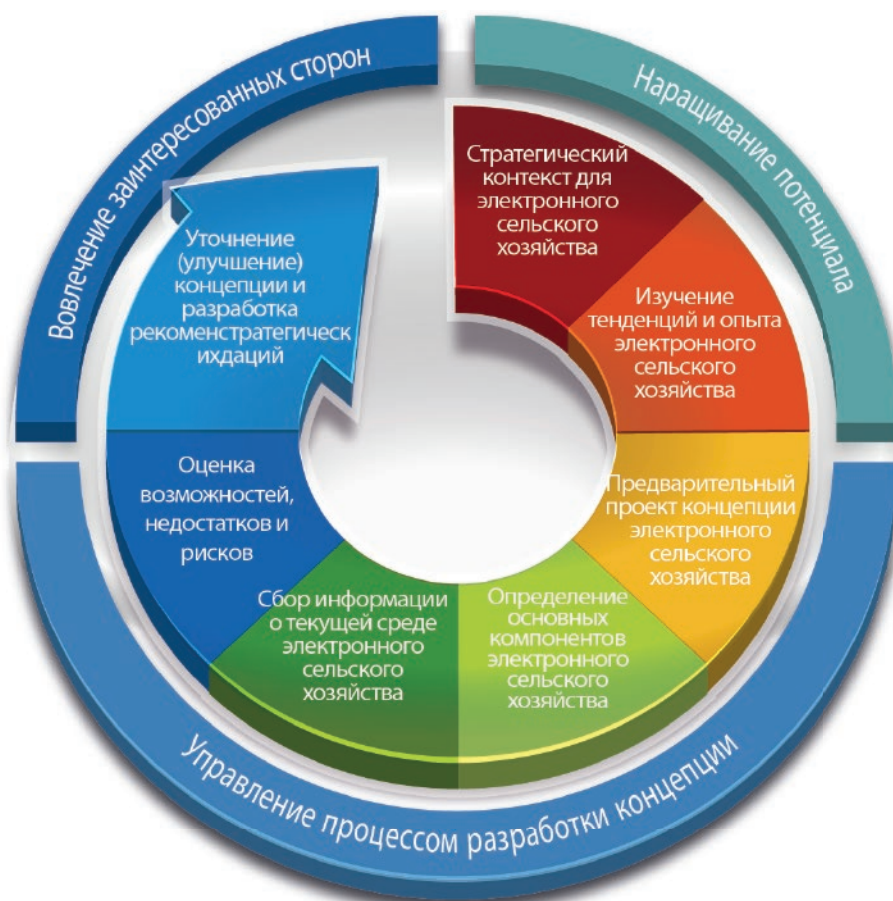 Вовлечение заинтересованных сторон
Наращивание потенциала
Стратегический
контекст для
электронного
сельского
хозяйства
Изучение
тенденций и опыта
электронного
сельского
хозяйства
Предварительный
проект концепции
электронного
сельского
хозяйства
Определение
основных
компонентов
электронного
сельского
хозяйства
Сбор информации
о текущей среде
электронного
сельского
хозяйства
Оценка
возможностей,
недостатков и
рисков
Уточнение
(улучшение)
концепции и
разработка
рекоменстратегическ
ихдаций
Управление процессом разработки концепции